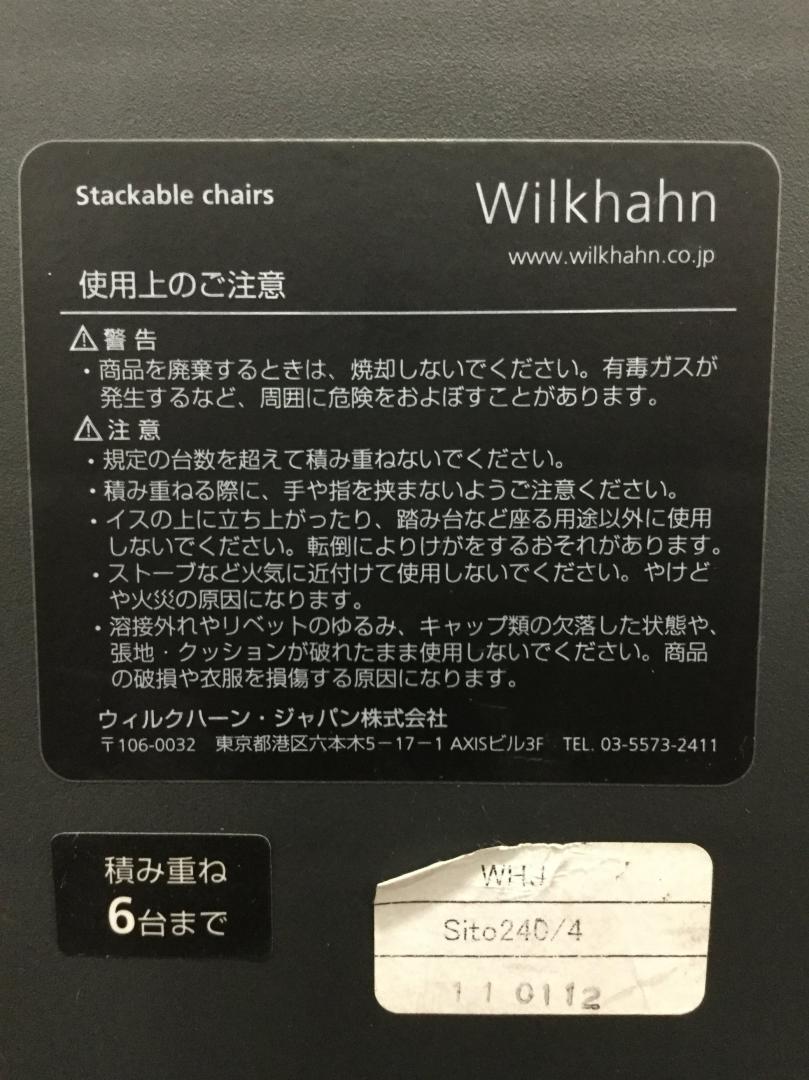 Stackable chairs
Wilkhahn
www.wilkhahn.co.jp
使用上のご注意
⚠警告
・商品を廃棄するときは、焼却しないでください。有毒ガスが
発生するなど、周囲に危険をおよぼすことがあります。
⚠注意
・規定の台数を超えて積み重ねないでください。
・積み重ねる際に、手や指を挟まないようご注意ください。
・イスの上に立ち上がったり、踏み台など座る用途以外に使用
しないでください。転倒によりけがをするおそれがあります。
・ストーブなど火気に近付けて使用しないでください。やけど
や火災の原因になります。
・溶接外れやリベットのゆるみ、キャップ類の欠落した状態や、
張地・クッションが破れたまま使用しないでください。商品
の破損や衣服を損傷する原因になります。
ウィルクハーン・ジャパン株式会社
〒106-0032 東京都港区六本木5−17−1 AXISビル3F TEL. 03-5573-2411
積み重ね
6台まで
WHJ
Sito240/4
110112